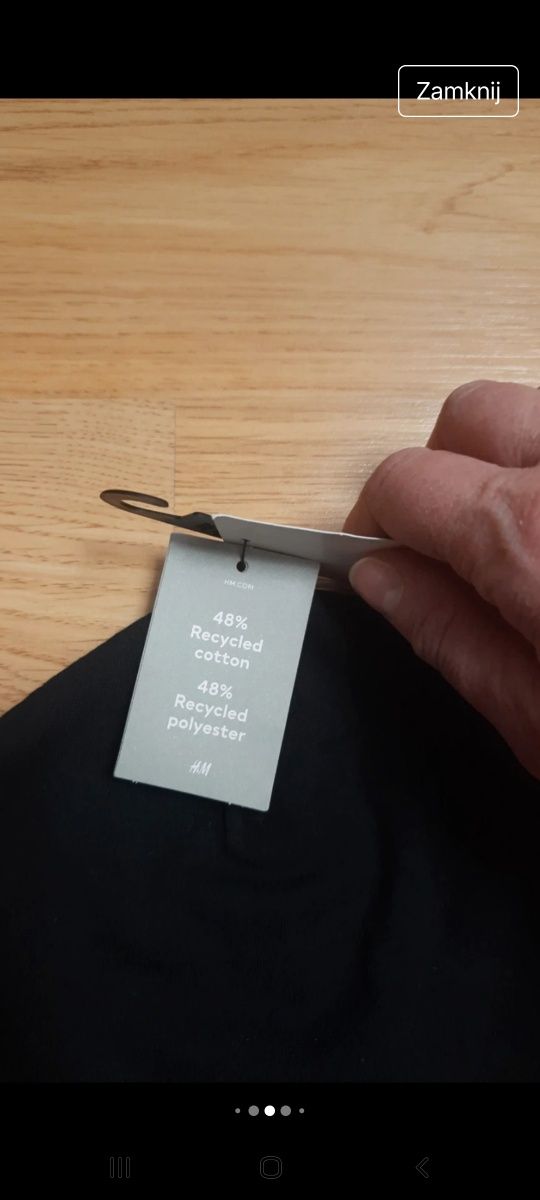 Zamknij
48%
Recycled
cotton
48%
Recycled
polyester
H&M